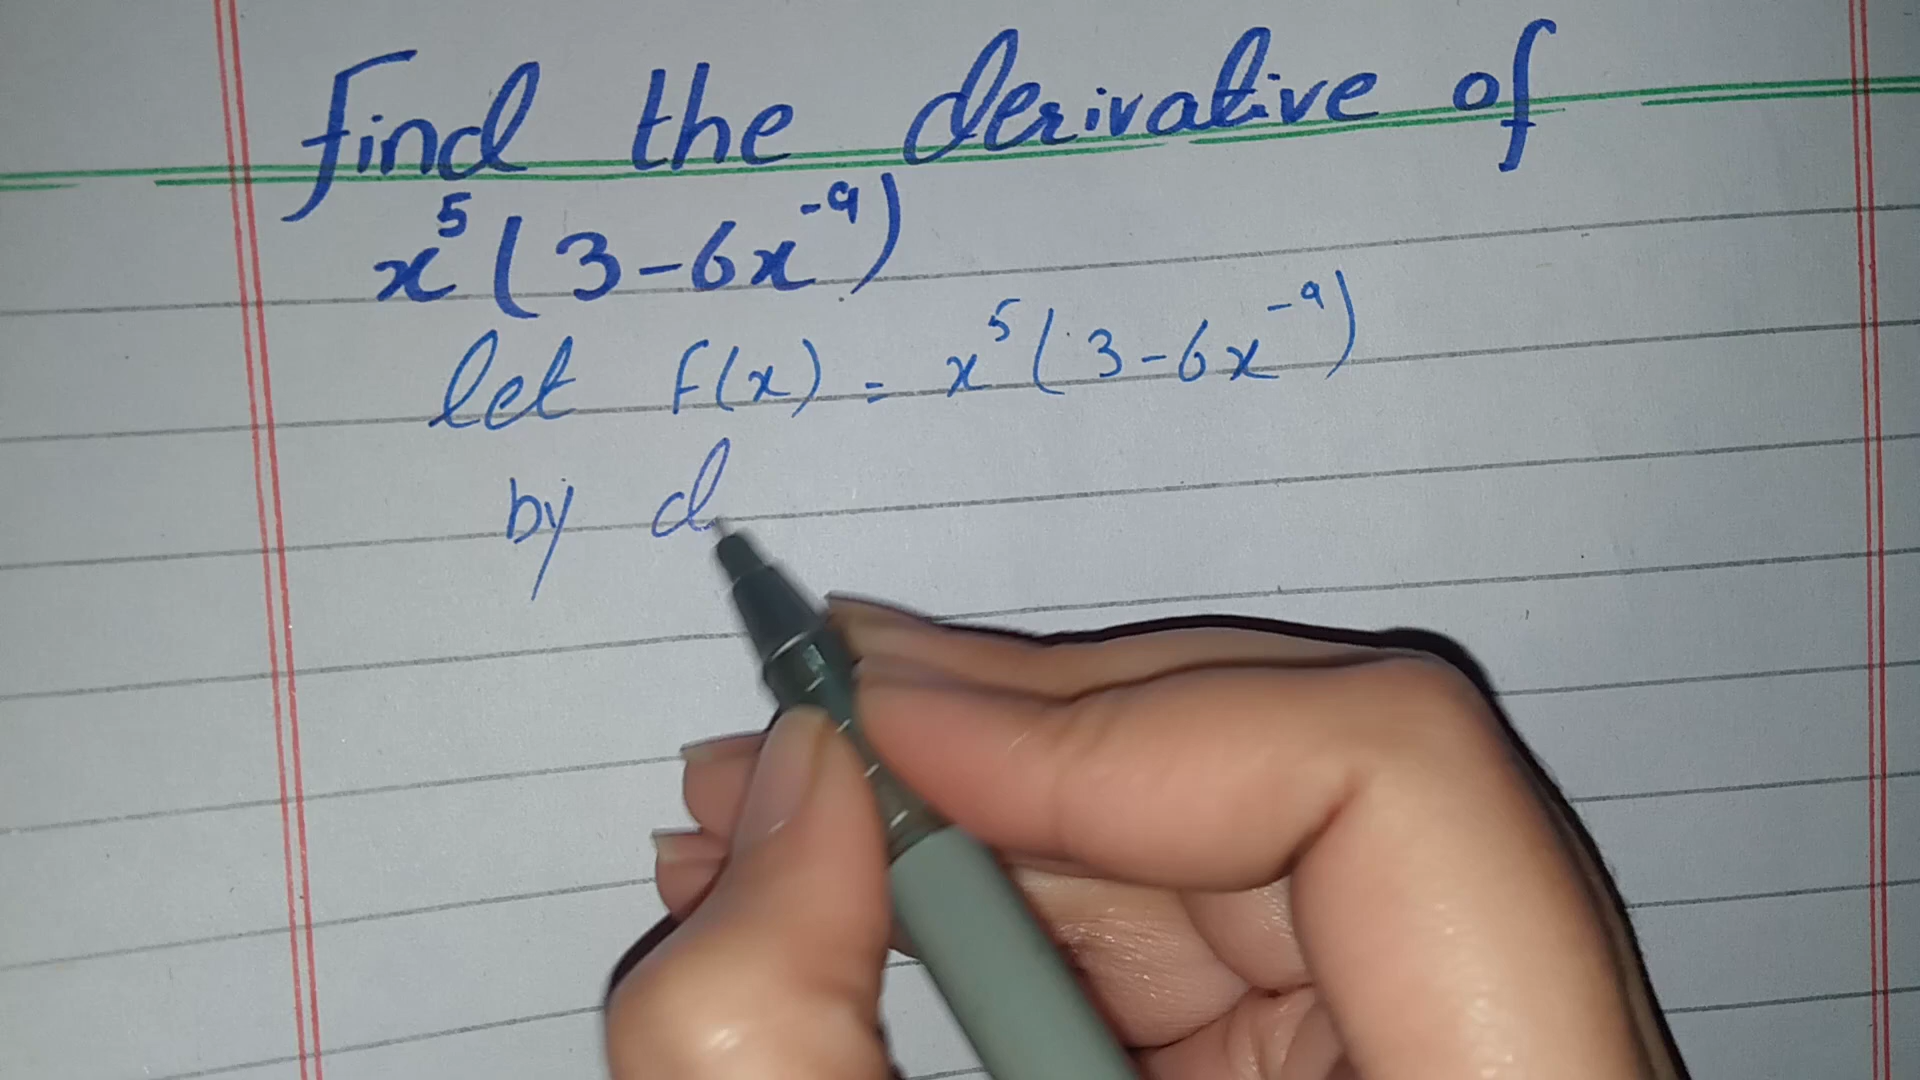 find the derivative of
x⁵(3-6x⁻⁹)
let f(x) = x⁵(3-6x⁻⁹)
by d